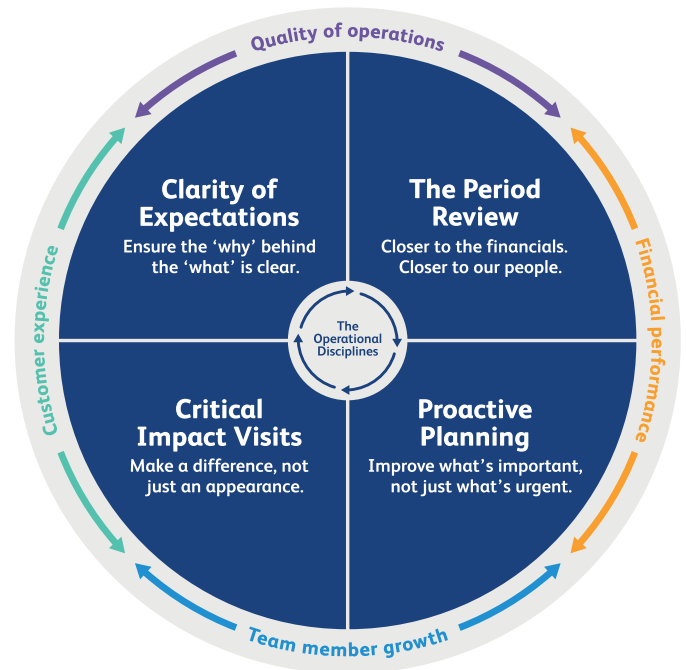 Quality of operations
Clarity of
Expectations
Ensure the ‘why’ behind
the ‘what’ is clear.
The Period
Review
Closer to the financials.
Closer to our people.
Customer experience
The
Operational
Disciplines
Financial performance
Critical
Impact Visits
Make a difference, not
just an appearance.
Proactive
Planning
Improve what’s important,
not just what’s urgent.
Team member growth